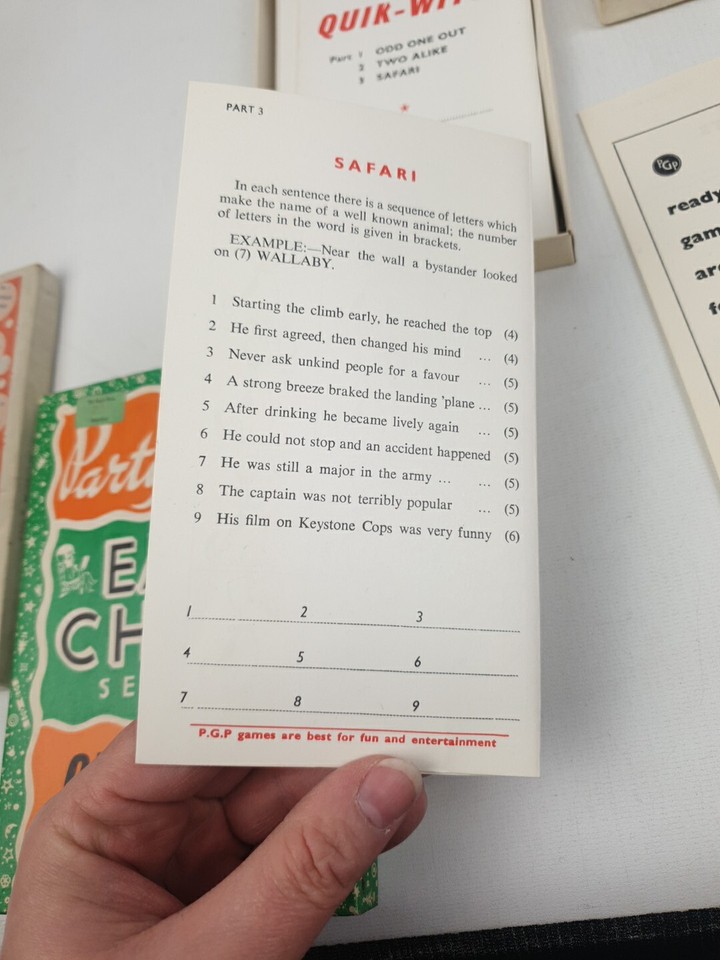 QUIK-WIT
Part 1 ODD ONE OUT
2 TWO ALIKE
3 SAFARI
PART 3
SAFARI
In each sentence there is a sequence of letters which
make the name of a well known animal; the number
of letters in the word is given in brackets.
EXAMPLE:—Near the wall a bystander looked
on (7) WALLABY.
1 Starting the climb early, he reached the top (4)
2 He first agreed, then changed his mind ... (4)
3 Never ask unkind people for a favour ... (5)
4 A strong breeze braked the landing 'plane ... (5)
5 After drinking he became lively again ... (5)
6 He could not stop and an accident happened (5)
7 He was still a major in the army ... ... (5)
8 The captain was not terribly popular ... (5)
9 His film on Keystone Cops was very funny (6)
1 2 3
4 5 6
7 8 9
P.G.P games are best for fun and entertainment
PGP
ready
gam
ar
f
Part
E
CH
SE